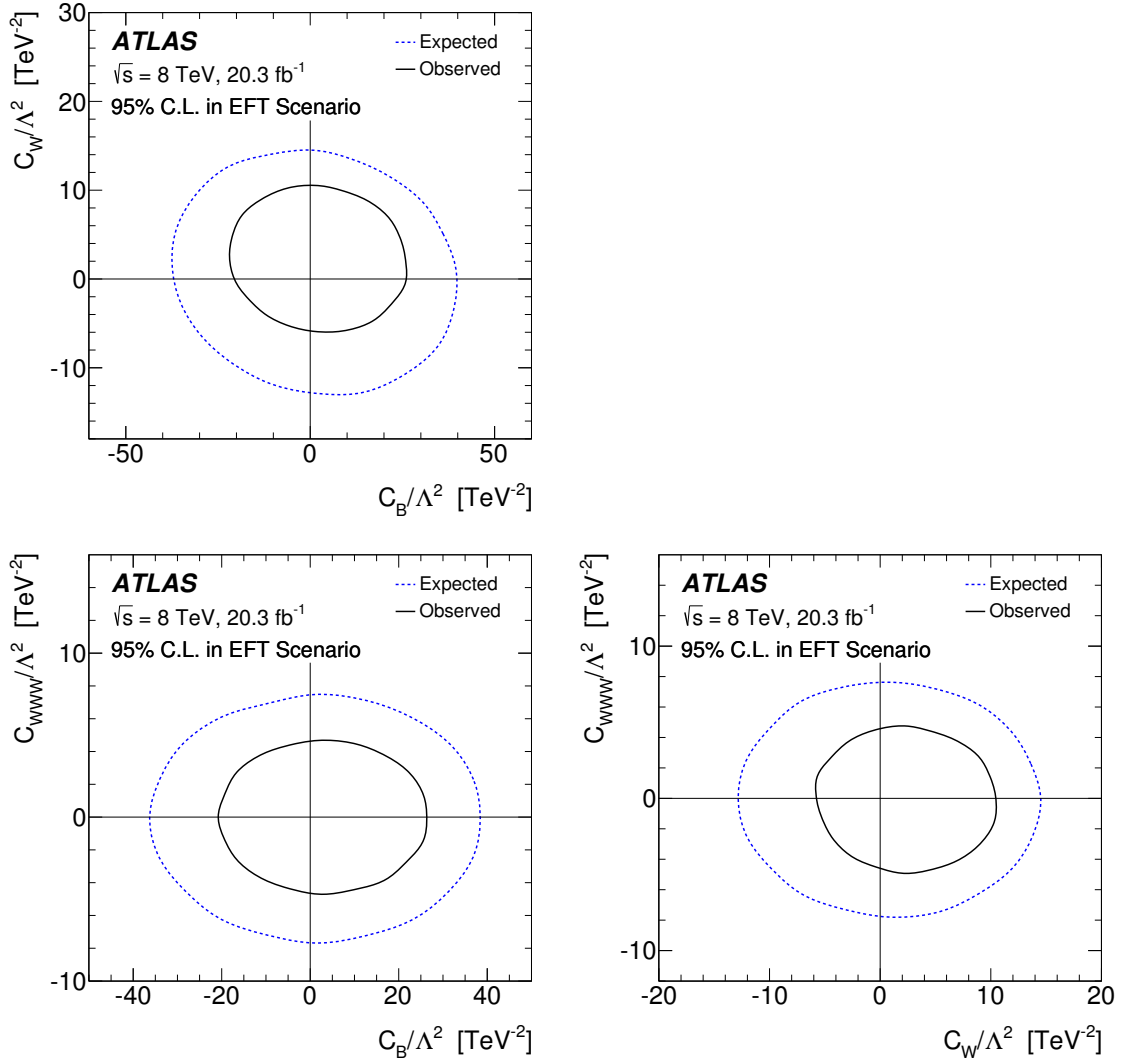 C_W/Λ² [TeV⁻²]
30
20
10
0
-10
ATLAS
√s = 8 TeV, 20.3 fb⁻¹
95% C.L. in EFT Scenario
Expected
Observed
-50 0 50
C_B/Λ² [TeV⁻²]
C_WWW/Λ² [TeV⁻²]
10
0
-10
ATLAS
√s = 8 TeV, 20.3 fb⁻¹
95% C.L. in EFT Scenario
Expected
Observed
-40 -20 0 20 40
C_B/Λ² [TeV⁻²]
C_WWW/Λ² [TeV⁻²]
10
0
-10
ATLAS
√s = 8 TeV, 20.3 fb⁻¹
95% C.L. in EFT Scenario
Expected
Observed
-20 -10 0 10 20
C_W/Λ² [TeV⁻²]